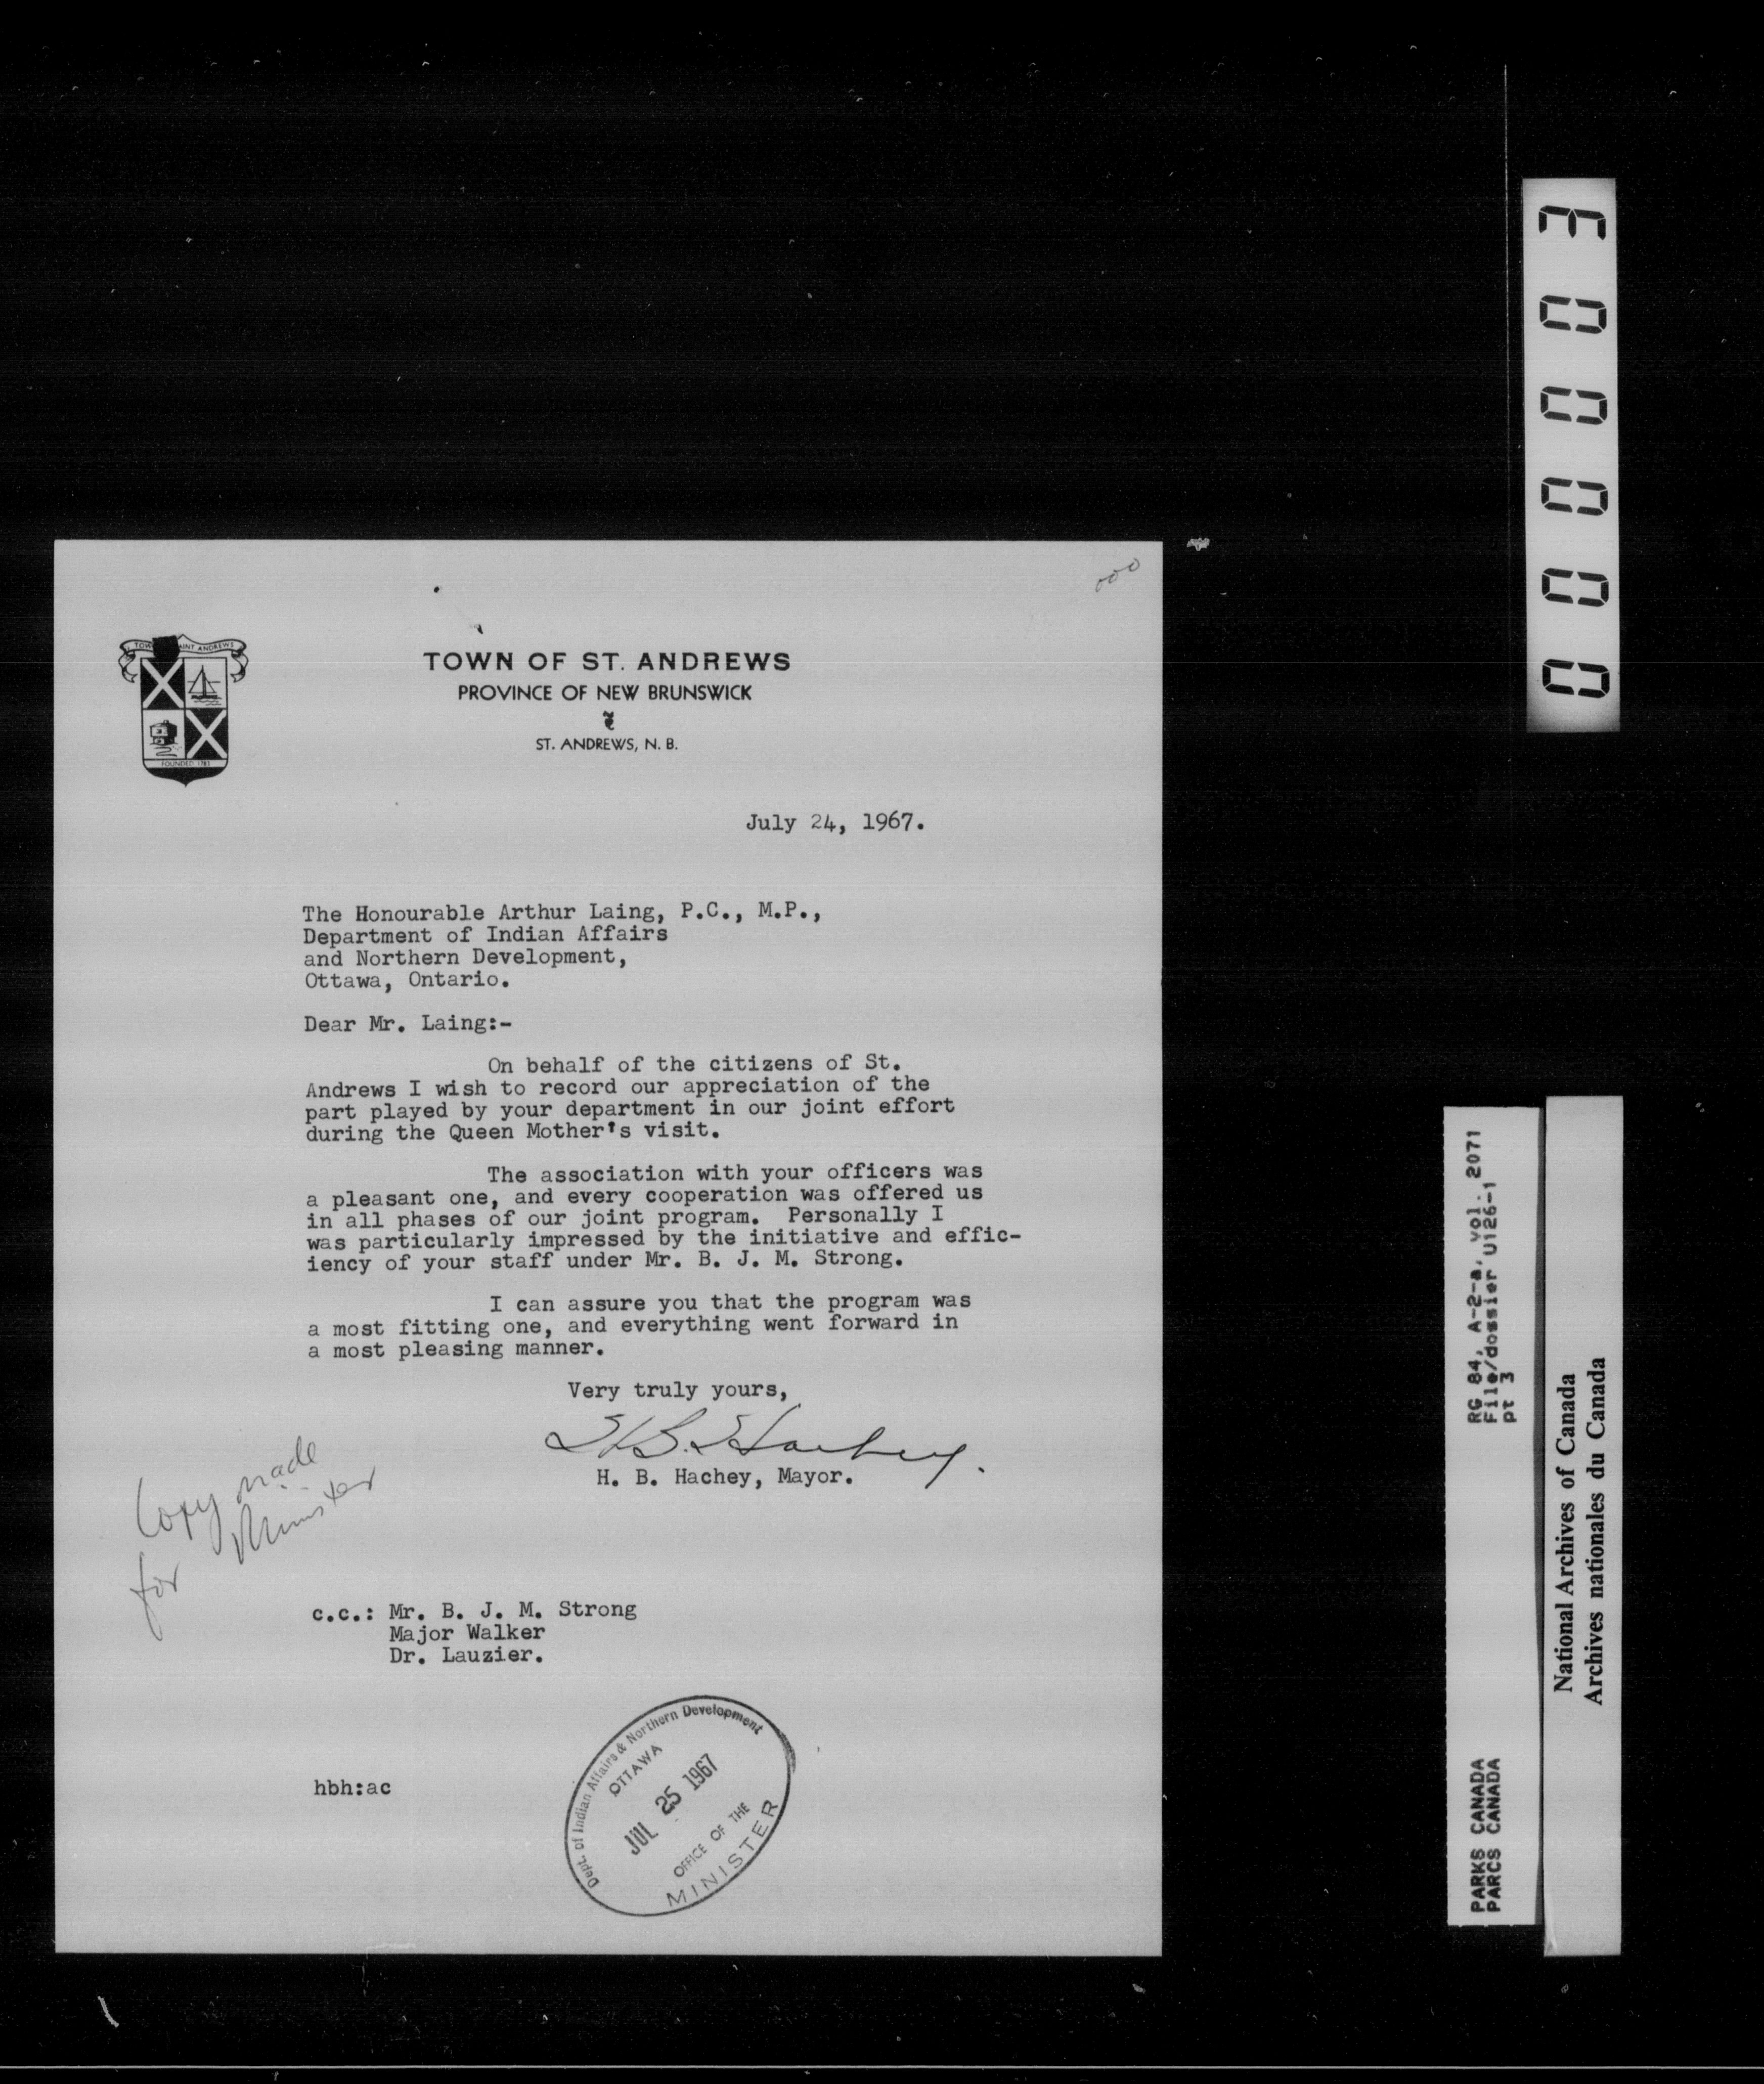 000
TOWN OF ST. ANDREWS
PROVINCE OF NEW BRUNSWICK
ST. ANDREWS, N. B.
TOW AINT ANDREWS
FOUNDED 1783
July 24, 1967.
The Honourable Arthur Laing, P.C., M.P.,
Department of Indian Affairs
and Northern Development,
Ottawa, Ontario.
Dear Mr. Laing:-
On behalf of the citizens of St.
Andrews I wish to record our appreciation of the
part played by your department in our joint effort
during the Queen Mother's visit.
The association with your officers was
a pleasant one, and every cooperation was offered us
in all phases of our joint program. Personally I
was particularly impressed by the initiative and effic-
iency of your staff under Mr. B. J. M. Strong.
I can assure you that the program was
a most fitting one, and everything went forward in
a most pleasing manner.
Very truly yours,
H.B. Hachey.
H. B. Hachey, Mayor.
Copy made
for Minister
c.c.: Mr. B. J. M. Strong
Major Walker
Dr. Lauzier.
hbh:ac
Dept. of Indian Affairs & Northern Development
OTTAWA
JUL 25 1967
OFFICE OF THE
MINISTER
000003
RG 84, A-2-a, vol. 2071
File/dossier U126-1
pt 3
PARKS CANADA
PARCS CANADA
National Archives of Canada
Archives nationales du Canada